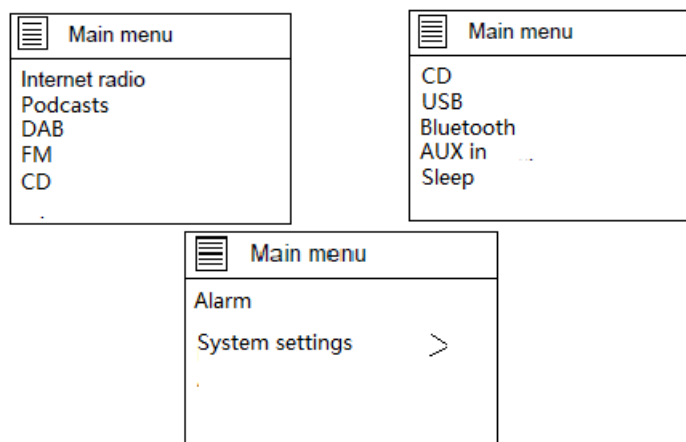 Main menu
Internet radio
Podcasts
DAB
FM
CD
Main menu
CD
USB
Bluetooth
AUX in
Sleep
Main menu
Alarm
System settings >